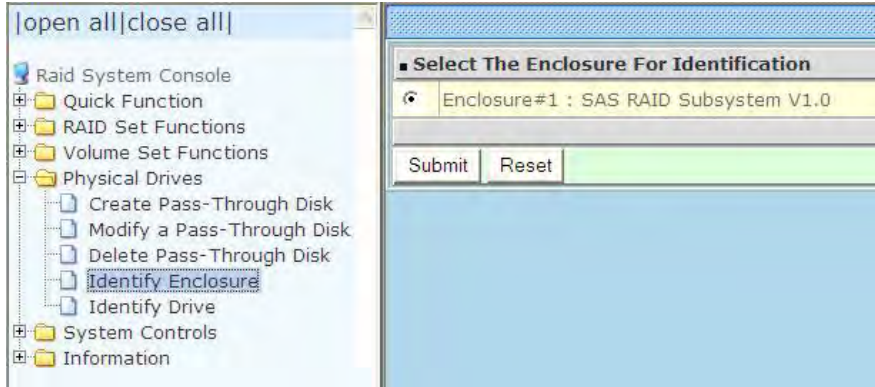 |open all|close all|
Raid System Console
Quick Function
RAID Set Functions
Volume Set Functions
Physical Drives
Create Pass-Through Disk
Modify a Pass-Through Disk
Delete Pass-Through Disk
Identify Enclosure
Identify Drive
System Controls
Information
Select The Enclosure For Identification
Enclosure#1 : SAS RAID Subsystem V1.0
Submit Reset